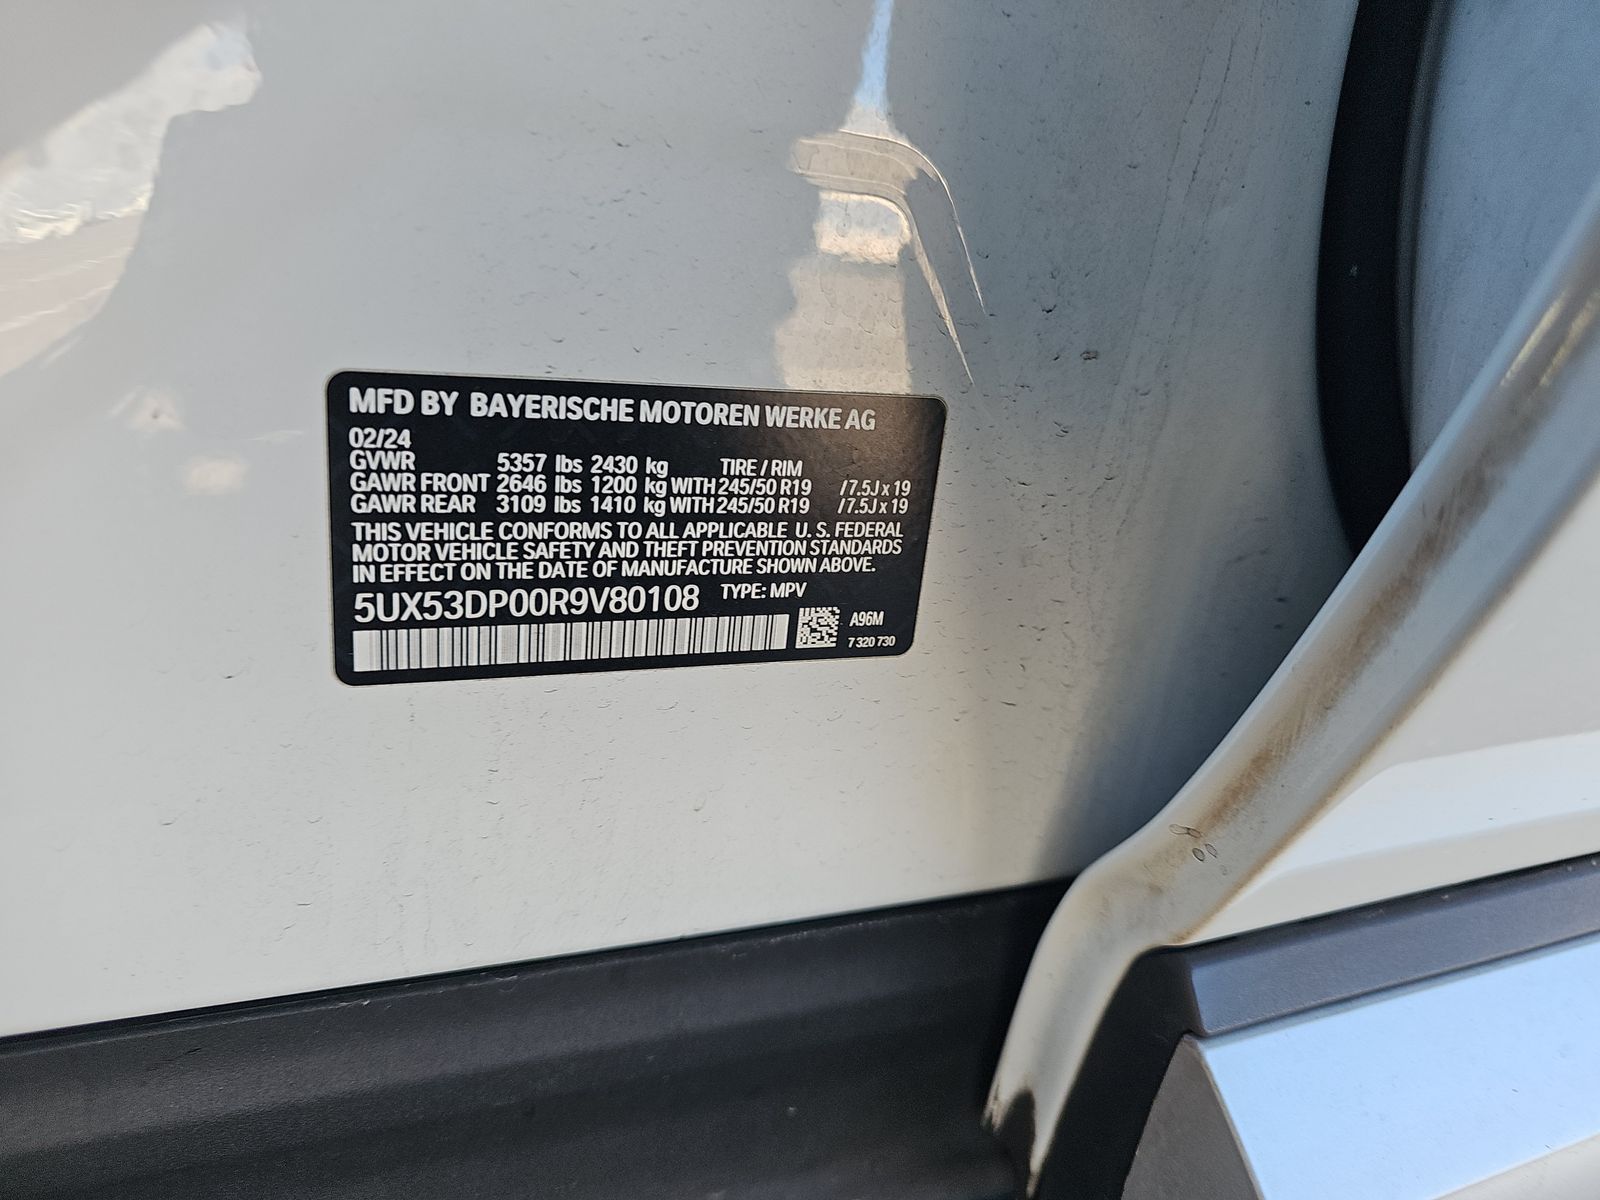 MFD BY BAYERISCHE MOTOREN WERKE AG
02/24
GVWR 5357 lbs 2430 kg TIRE / RIM
GAWR FRONT 2646 lbs 1200 kg WITH 245/50 R19 /7.5J x 19
GAWR REAR 3109 lbs 1410 kg WITH 245/50 R19 /7.5J x 19
THIS VEHICLE CONFORMS TO ALL APPLICABLE U. S. FEDERAL
MOTOR VEHICLE SAFETY AND THEFT PREVENTION STANDARDS
IN EFFECT ON THE DATE OF MANUFACTURE SHOWN ABOVE.
5UX53DP00R9V80108 TYPE: MPV
A96M
7 320 730